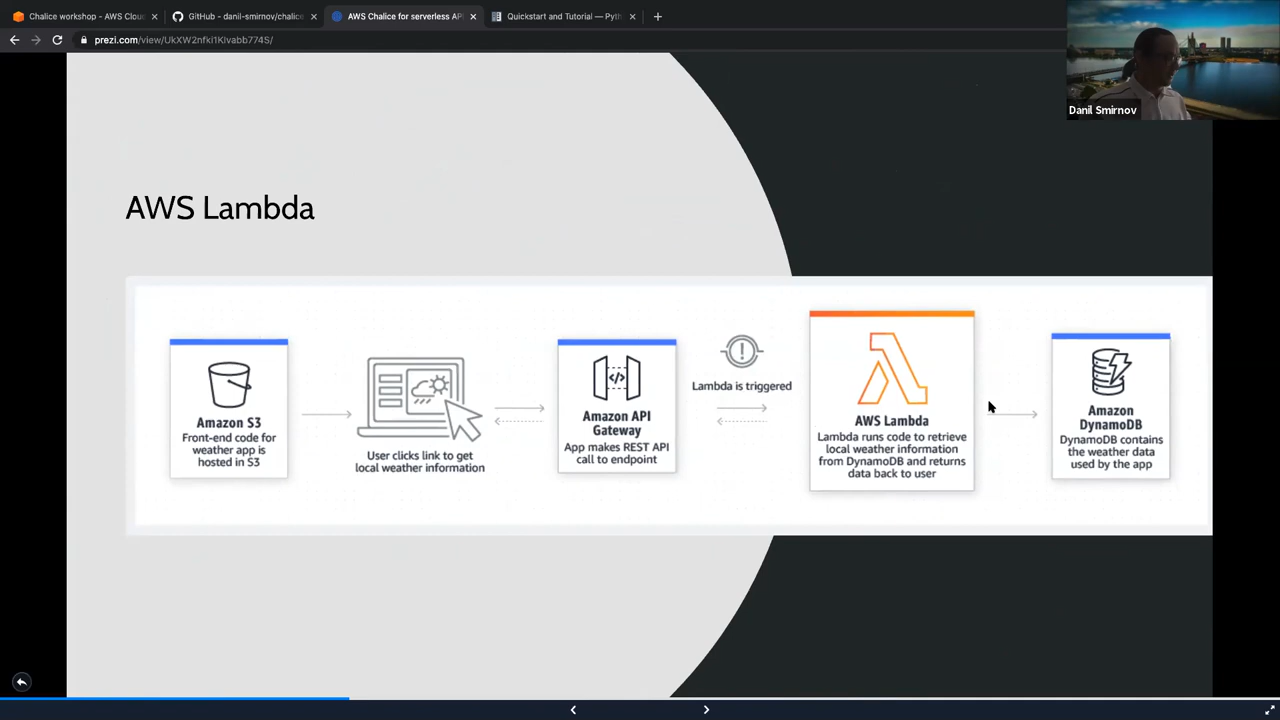 Chalice workshop - AWS Clou
GitHub - danil-smirnov/chalice
AWS Chalice for serverless AP
Quickstart and Tutorial — Pyth
prezi.com/view/UkXW2nfki1KIvabb774S/
Danil Smirnov
AWS Lambda
Amazon S3
Front-end code for
weather app is
hosted in S3
User clicks link to get
local weather information
Amazon API
Gateway
App makes REST API
call to endpoint
Lambda is triggered
AWS Lambda
Lambda runs code to retrieve
local weather information
from DynamoDB and returns
data back to user
Amazon
DynamoDB
DynamoDB contains
the weather data
used by the app